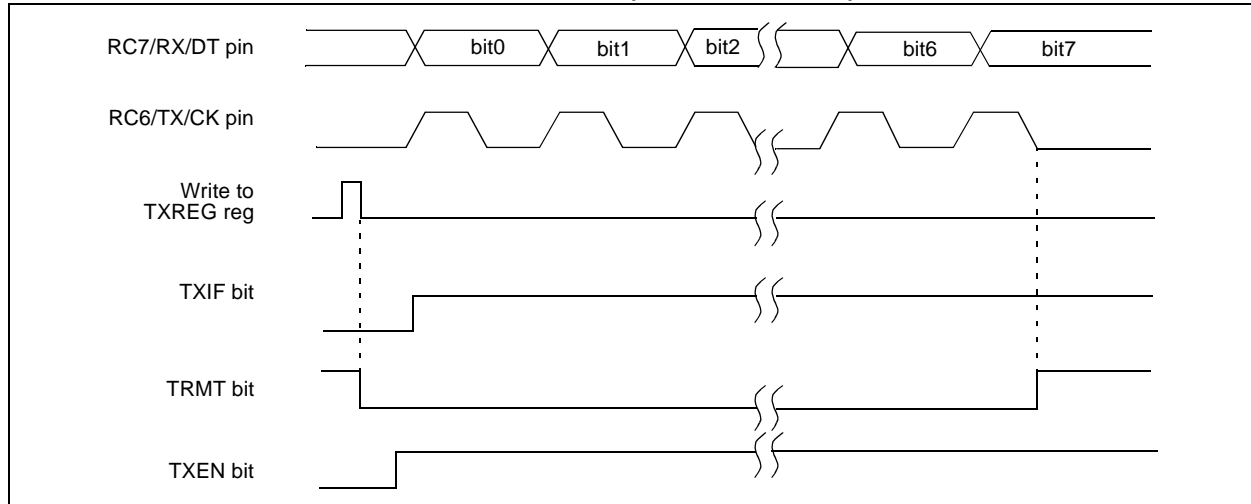 RC7/RX/DT pin
bit0 bit1 bit2 bit6 bit7
RC6/TX/CK pin
Write to
TXREG reg
TXIF bit
TRMT bit
TXEN bit